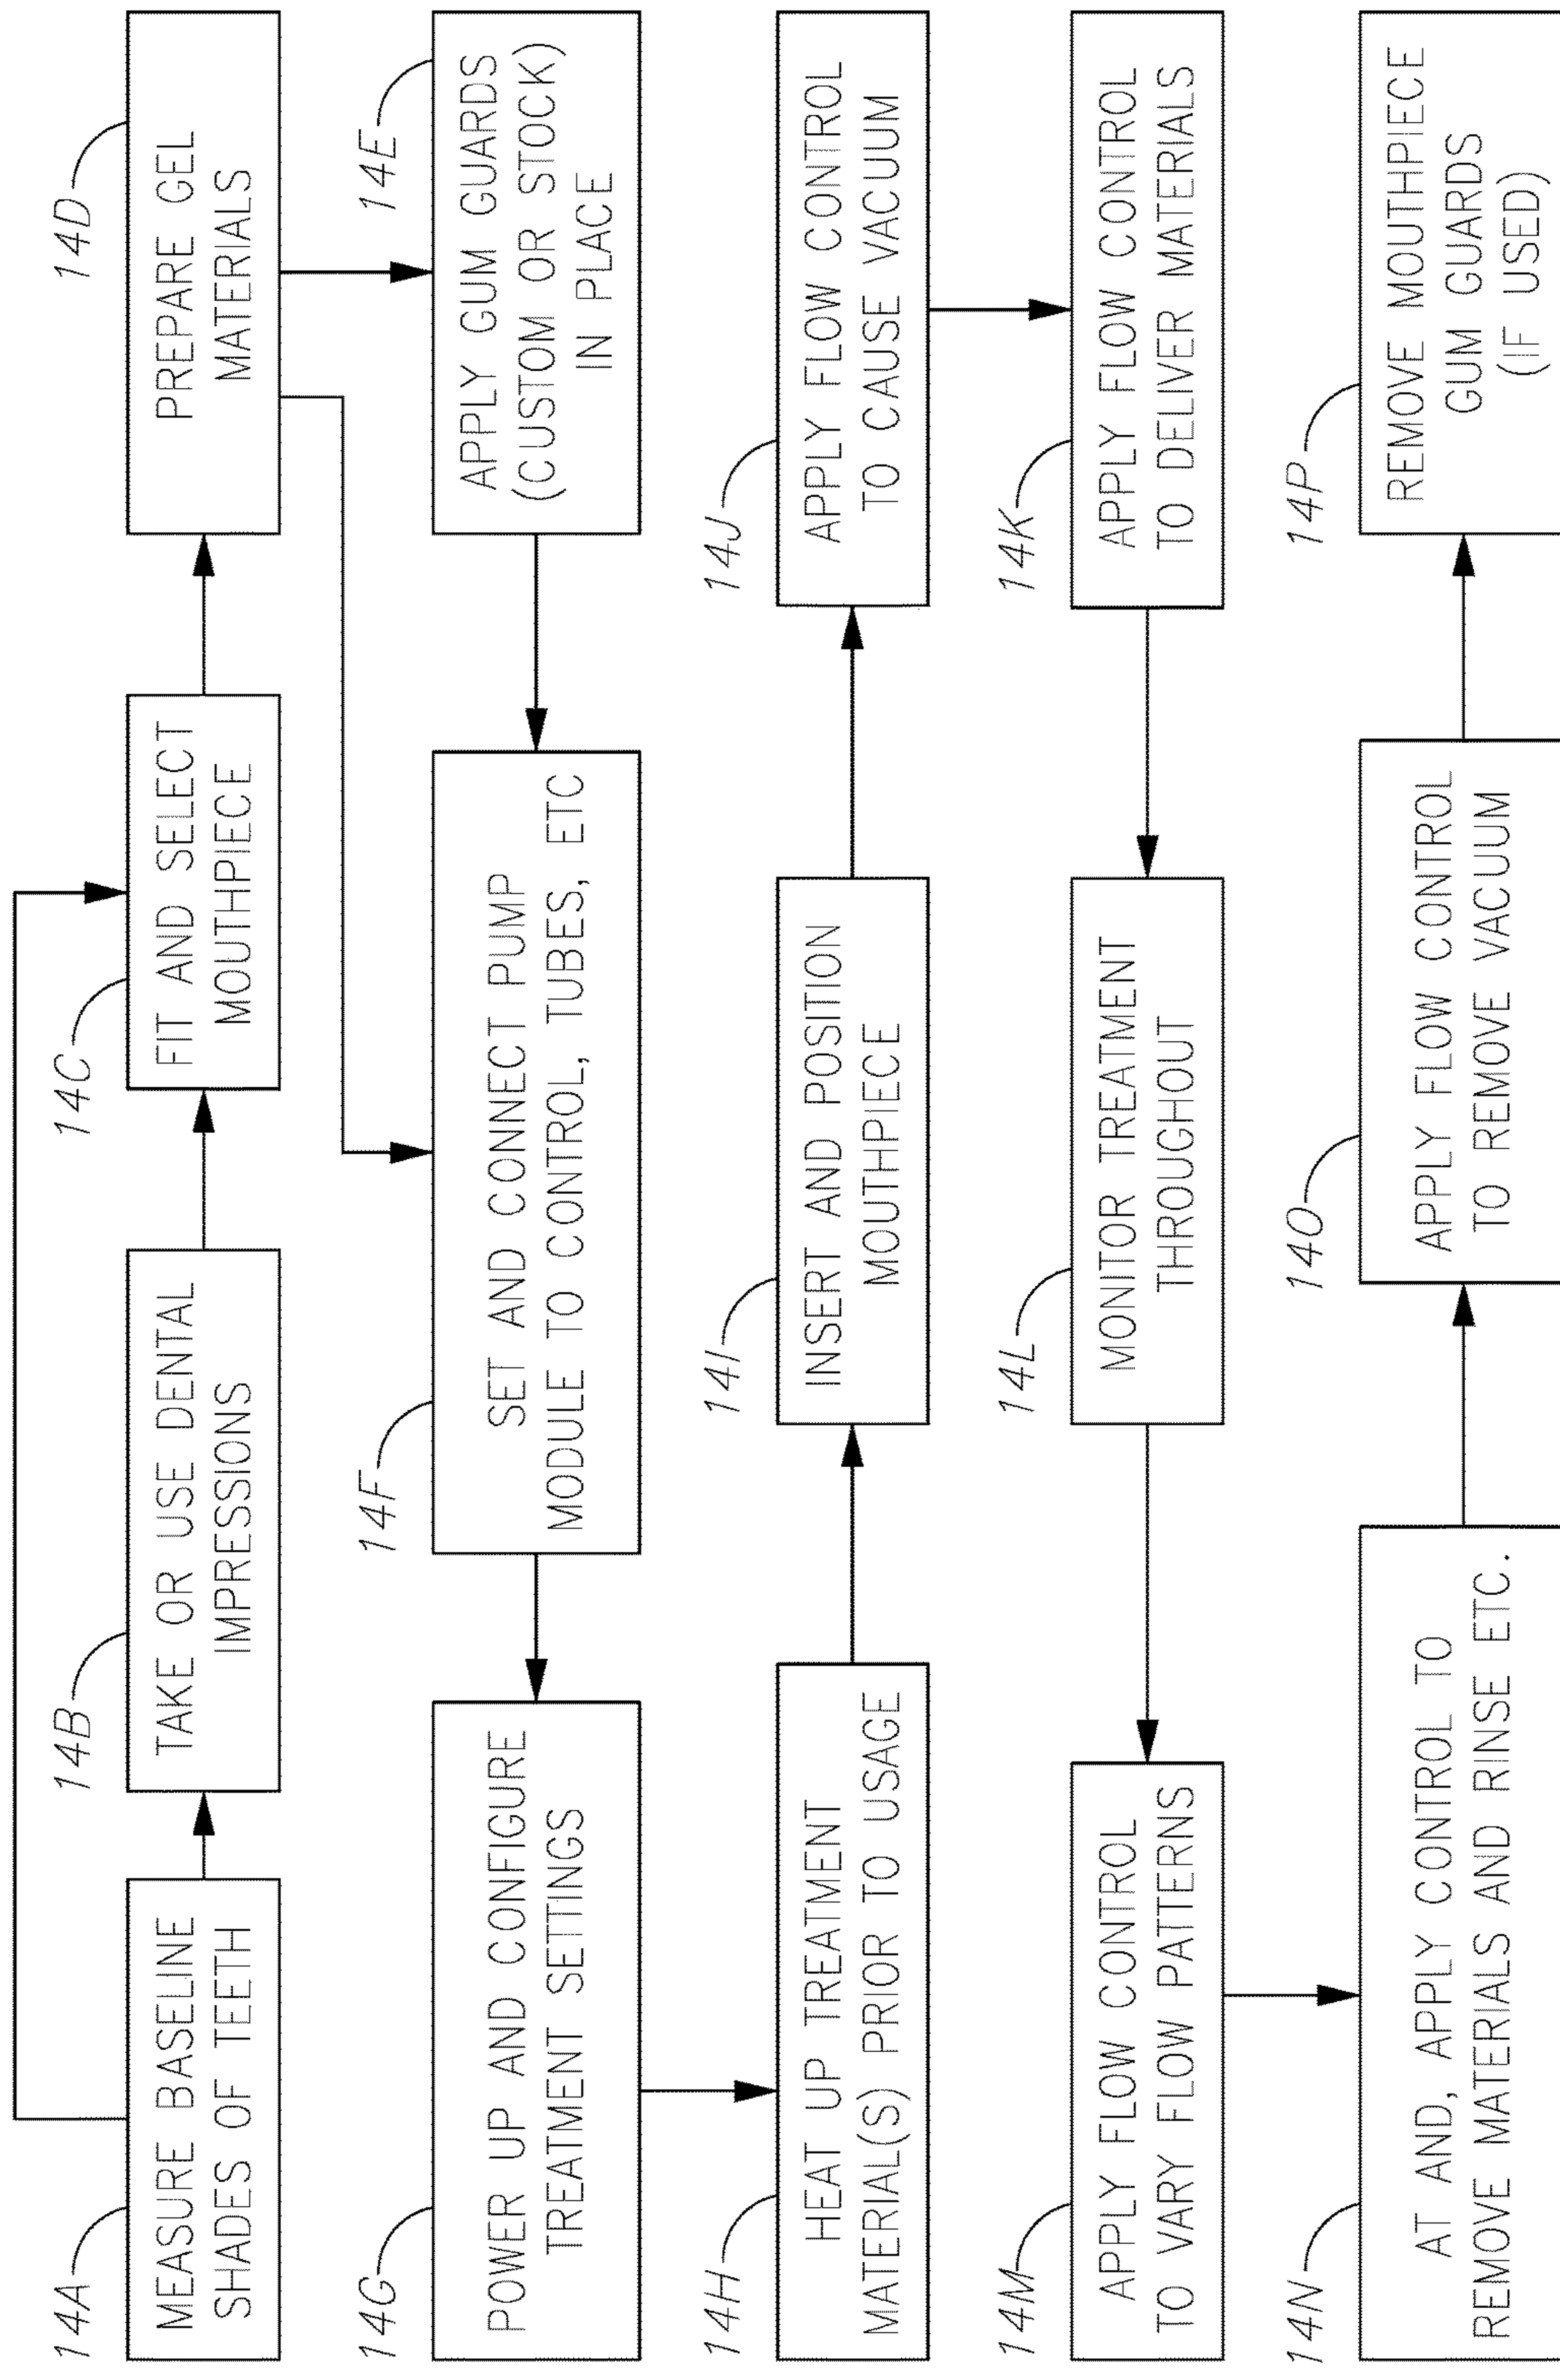 14A
MEASURE BASELINE
SHADES OF TEETH
14B
TAKE OR USE DENTAL
IMPRESSIONS
14C
FIT AND SELECT
MOUTHPIECE
14D
PREPARE GEL
MATERIALS
14E
APPLY GUM GUARDS
(CUSTOM OR STOCK)
IN PLACE
14F
SET AND CONNECT PUMP
MODULE TO CONTROL, TUBES, ETC
14G
POWER UP AND CONFIGURE
TREATMENT SETTINGS
14H
HEAT UP TREATMENT
MATERIAL(S) PRIOR TO USAGE
14I
INSERT AND POSITION
MOUTHPIECE
14J
APPLY FLOW CONTROL
TO CAUSE VACUUM
14K
APPLY FLOW CONTROL
TO DELIVER MATERIALS
14L
MONITOR TREATMENT
THROUGHOUT
14M
APPLY FLOW CONTROL
TO VARY FLOW PATTERNS
14N
AT AND, APPLY CONTROL TO
REMOVE MATERIALS AND RINSE ETC.
14O
APPLY FLOW CONTROL
TO REMOVE VACUUM
14P
REMOVE MOUTHPIECE
GUM GUARDS
(IF USED)